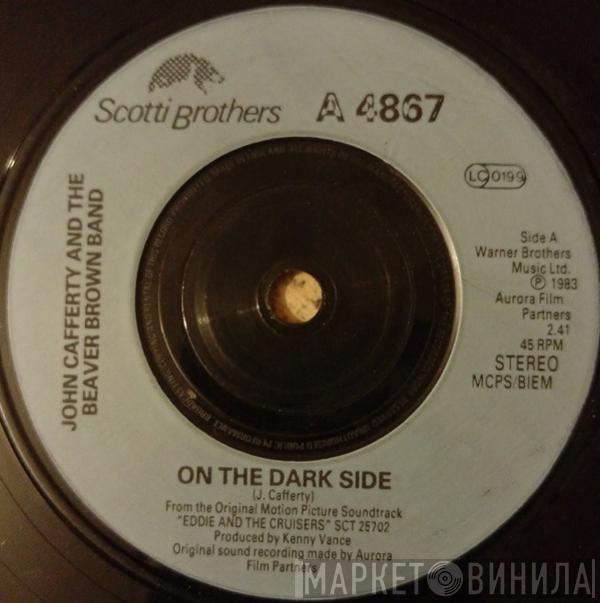 Scotti Brothers
A 4867
LC 0199
JOHN CAFFERTY AND THE
BEAVER BROWN BAND
Side A
Warner Brothers
Music Ltd.
Ⓟ 1983
Aurora Film
Partners
2.41
45 RPM
STEREO
MCPS/BIEM
ON THE DARK SIDE
(J. Cafferty)
From the Original Motion Picture Soundtrack
"EDDIE AND THE CRUISERS" SCT 25702
Produced by Kenny Vance
Original sound recording made by Aurora
Film Partners
МАРКЕТ ВИНИЛА